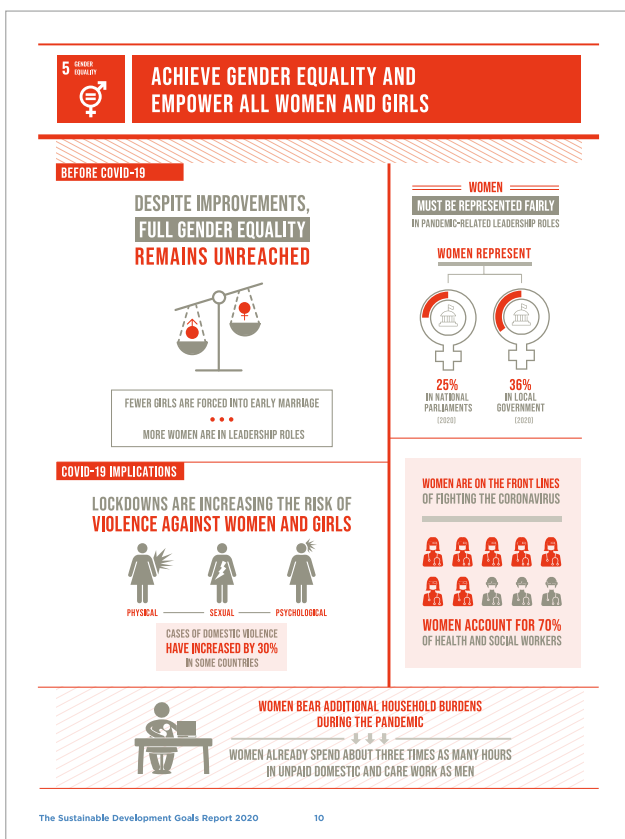 5 GENDER
EQUALITY
ACHIEVE GENDER EQUALITY AND
EMPOWER ALL WOMEN AND GIRLS
BEFORE COVID-19
DESPITE IMPROVEMENTS,
FULL GENDER EQUALITY
REMAINS UNREACHED
FEWER GIRLS ARE FORCED INTO EARLY MARRIAGE
MORE WOMEN ARE IN LEADERSHIP ROLES
WOMEN
MUST BE REPRESENTED FAIRLY
IN PANDEMIC-RELATED LEADERSHIP ROLES
WOMEN REPRESENT
25%
IN NATIONAL
PARLIAMENTS
(2020)
36%
IN LOCAL
GOVERNMENT
(2020)
COVID-19 IMPLICATIONS
LOCKDOWNS ARE INCREASING THE RISK OF
VIOLENCE AGAINST WOMEN AND GIRLS
PHYSICAL
SEXUAL
PSYCHOLOGICAL
CASES OF DOMESTIC VIOLENCE
HAVE INCREASED BY 30%
IN SOME COUNTRIES
WOMEN ARE ON THE FRONT LINES
OF FIGHTING THE CORONAVIRUS
WOMEN ACCOUNT FOR 70%
OF HEALTH AND SOCIAL WORKERS
WOMEN BEAR ADDITIONAL HOUSEHOLD BURDENS
DURING THE PANDEMIC
WOMEN ALREADY SPEND ABOUT THREE TIMES AS MANY HOURS
IN UNPAID DOMESTIC AND CARE WORK AS MEN
The Sustainable Development Goals Report 2020 10